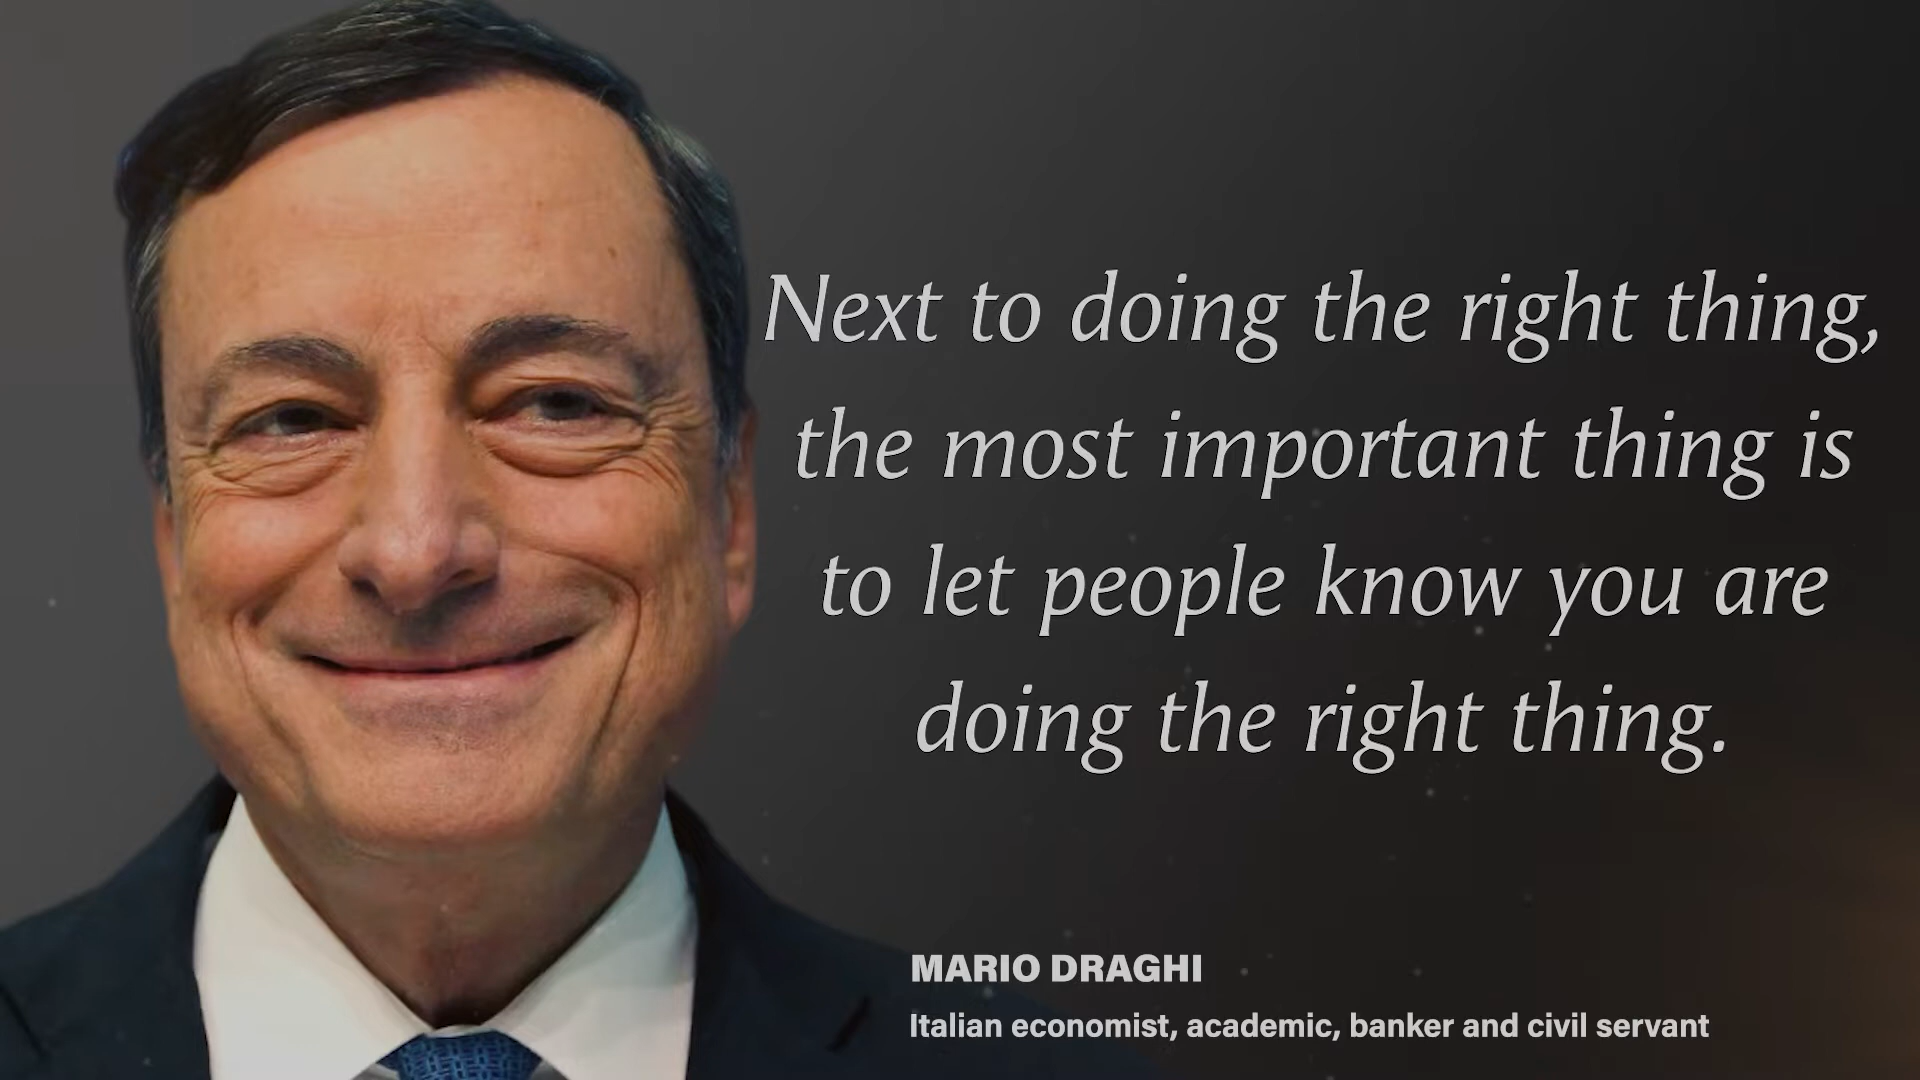 Next to doing the right thing,
the most important thing is
to let people know you are
doing the right thing.
MARIO DRAGHI
Italian economist, academic, banker and civil servant